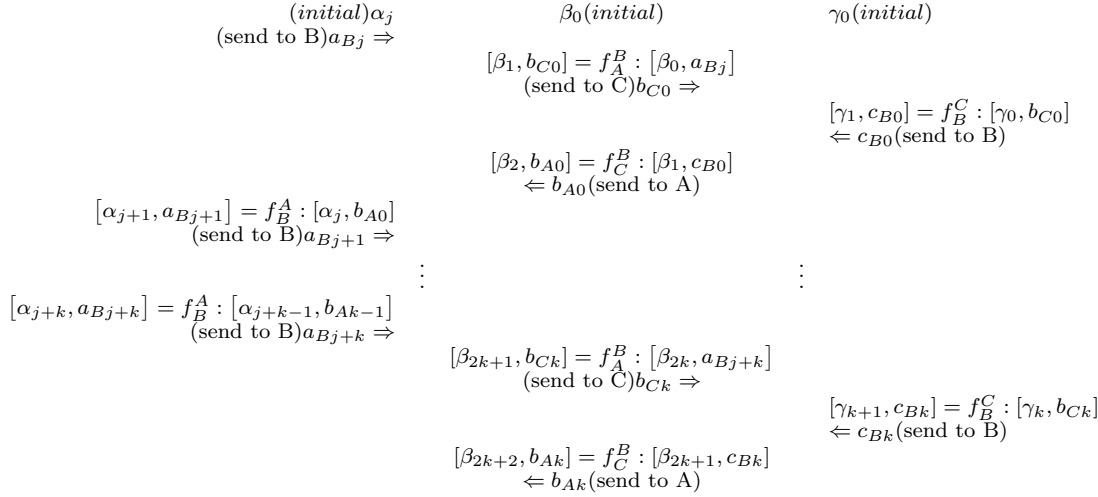 (initial)α_j β_0(initial) γ_0(initial)
(send to B)a_{Bj} ⇒
[β_1, b_{C0}] = f^B_A : [β_0, a_{Bj}]
(send to C)b_{C0} ⇒
[γ_1, c_{B0}] = f^C_B : [γ_0, b_{C0}]
⇐ c_{B0}(send to B)
[β_2, b_{A0}] = f^B_C : [β_1, c_{B0}]
⇐ b_{A0}(send to A)
[α_{j+1}, a_{Bj+1}] = f^A_B : [α_j, b_{A0}]
(send to B)a_{Bj+1} ⇒
⋮ ⋮
[α_{j+k}, a_{Bj+k}] = f^A_B : [α_{j+k−1}, b_{Ak−1}]
(send to B)a_{Bj+k} ⇒
[β_{2k+1}, b_{Ck}] = f^B_A : [β_{2k}, a_{Bj+k}]
(send to C)b_{Ck} ⇒
[γ_{k+1}, c_{Bk}] = f^C_B : [γ_k, b_{Ck}]
⇐ c_{Bk}(send to B)
[β_{2k+2}, b_{Ak}] = f^B_C : [β_{2k+1}, c_{Bk}]
⇐ b_{Ak}(send to A)